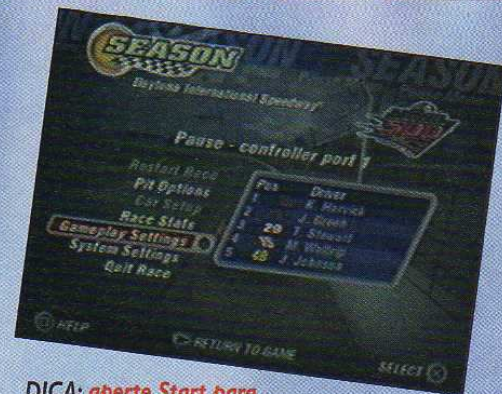 SEASON
Daytona International Speedway
Pause - controller port 1
Restart Race
Pit Options
Car Setup
Race Stats
Gameplay Settings
System Settings
Quit Race
Pos Driver
1 K. Harvick
2 J. Green
3 20 T. Stewart
4 M. Waltrip
5 48 J. Johnson
HELP
RETURN TO GAME
SELECT
DICA: aperte Start para